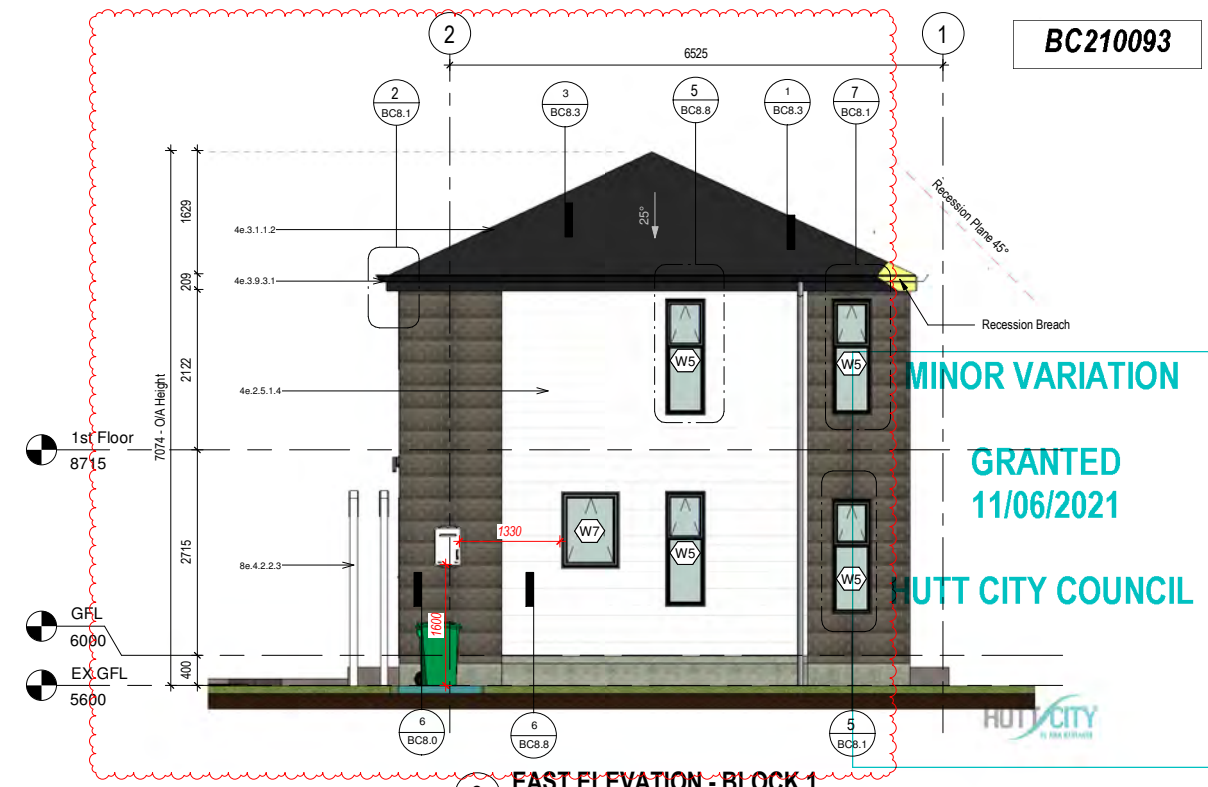 2
1
BC210093
6525
2
BC8.1
3
BC8.3
5
BC8.8
1
BC8.3
7
BC8.1
Recession Plane 45°
1629
25°
4e.3.1.1.2
209
4e.3.9.3.1
Recession Breach
2122
W5
W5
MINOR VARIATION
4e.2.5.1.4
7074 - O/A Height
1st Floor
8715
GRANTED
11/06/2021
1330
W7
W5
2715
8e.4.2.2.3
W5
HUTT CITY COUNCIL
GFL
6000
1600
400
EX.GFL
5600
HUTT CITY
6
BC8.0
6
BC8.8
5
BC8.1
EAST ELEVATION - BLOCK 1